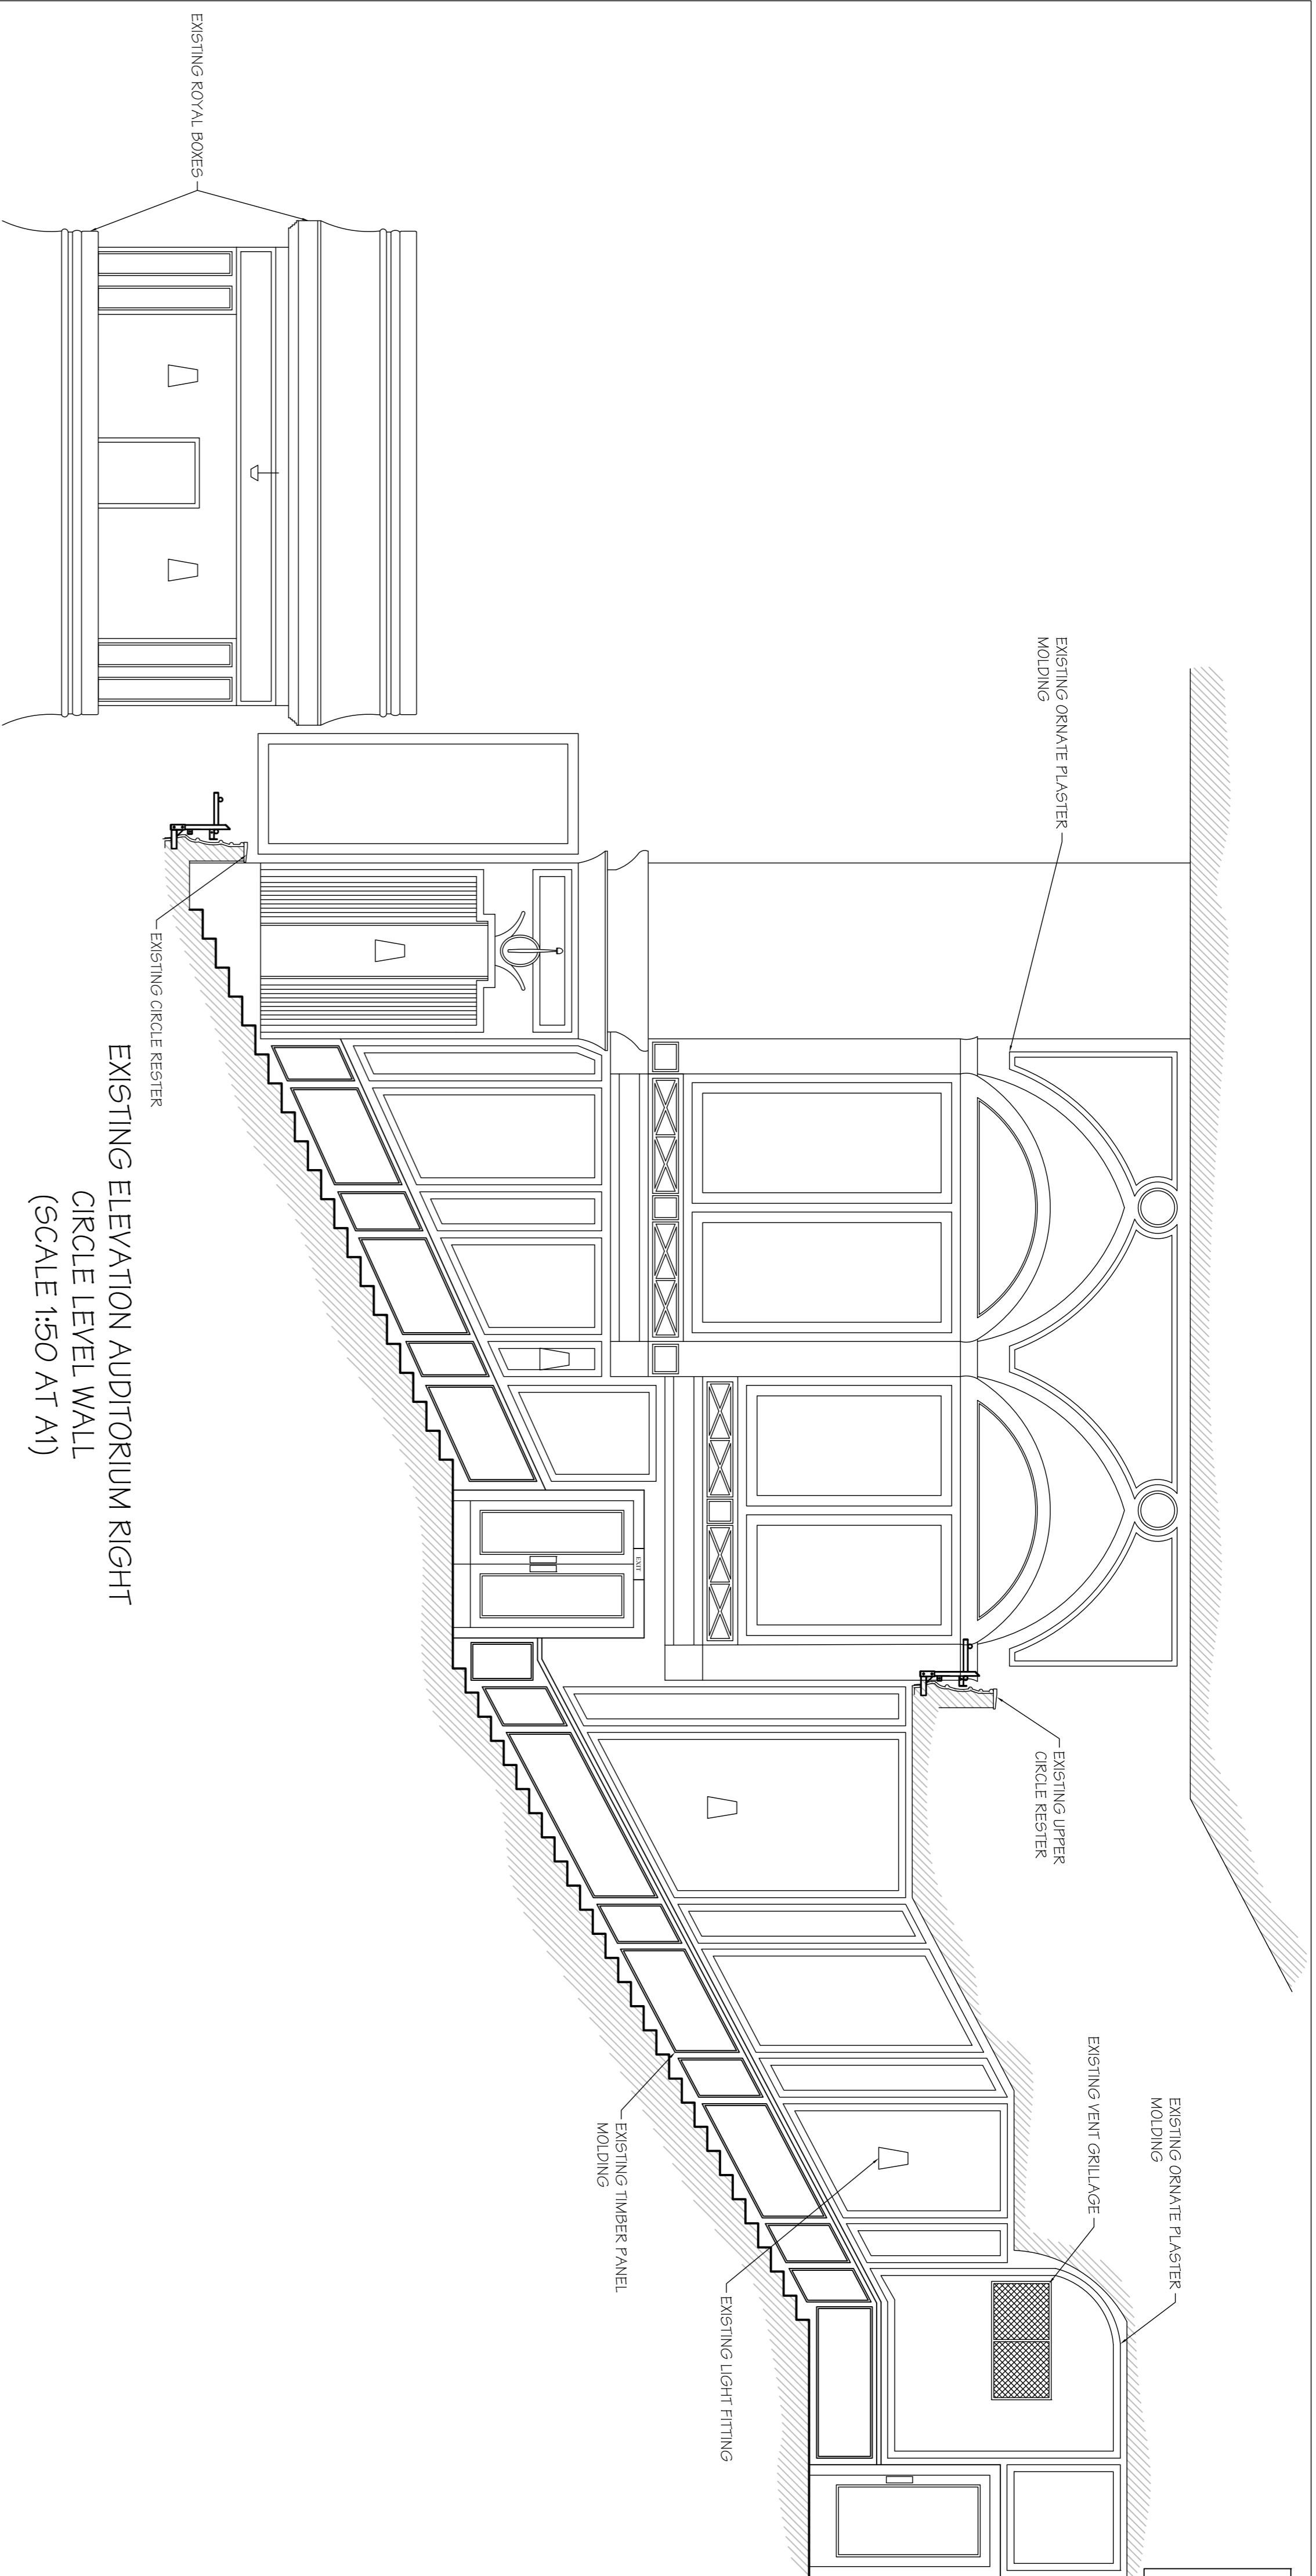 EXISTING ROYAL BOXES
EXISTING ORNATE PLASTER
MOLDING
EXISTING CIRCLE RESTER
EXIT
EXISTING UPPER
CIRCLE RESTER
EXISTING VENT GRILLAGE
EXISTING ORNATE PLASTER
MOLDING
EXISTING TIMBER PANEL
MOLDING
EXISTING LIGHT FITTING
EXISTING ELEVATION AUDITORIUM RIGHT
CIRCLE LEVEL WALL
(SCALE 1:50 AT A1)